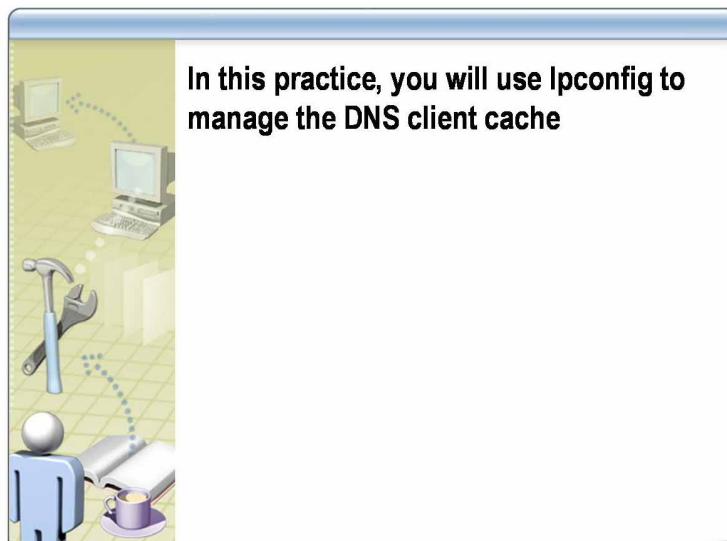 In this practice, you will use Ipconfig to
manage the DNS client cache